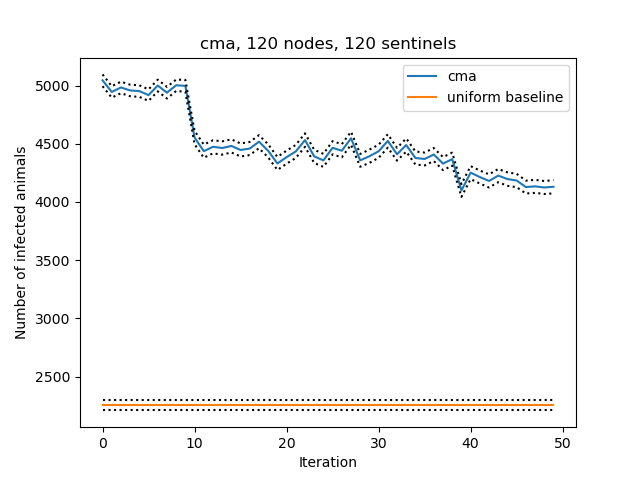 cma, 120 nodes, 120 sentinels
cma
uniform baseline
Number of infected animals
5000
4500
4000
3500
3000
2500
0 10 20 30 40 50
Iteration